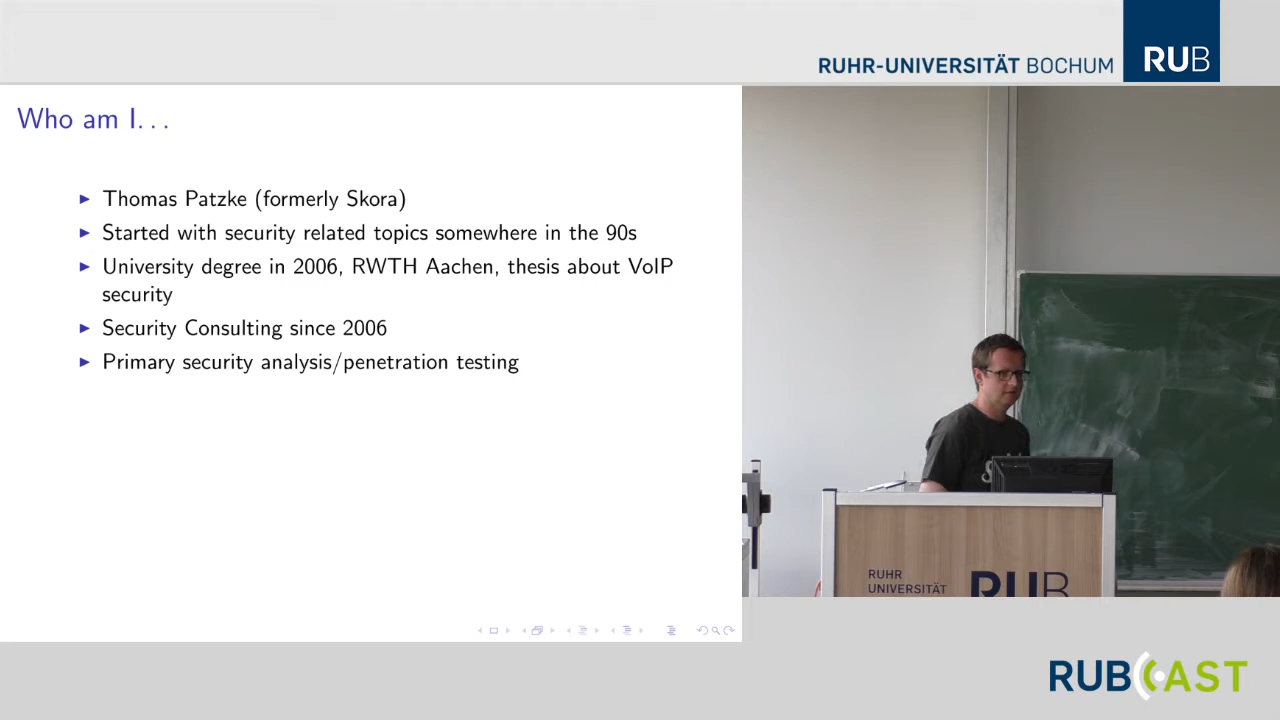 RUHR-UNIVERSITÄT BOCHUM
RUB
Who am I...
Thomas Patzke (formerly Skora)
Started with security related topics somewhere in the 90s
University degree in 2006, RWTH Aachen, thesis about VoIP
security
Security Consulting since 2006
Primary security analysis/penetration testing
RUHR
UNIVERSITÄT
RUB
RUBCAST